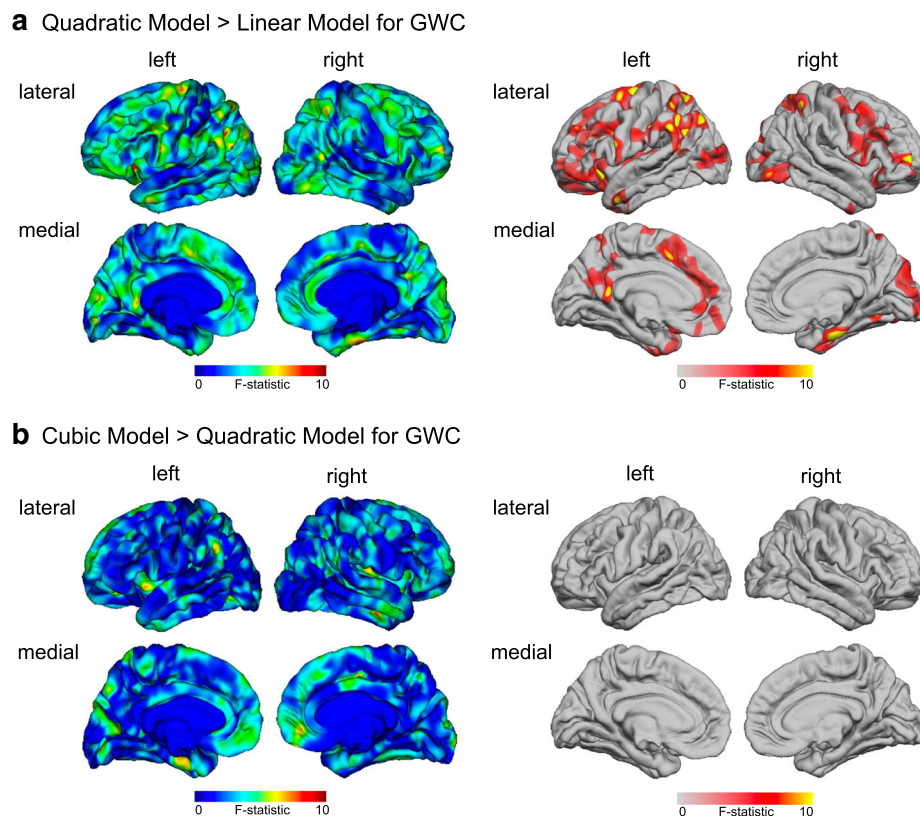 a Quadratic Model > Linear Model for GWC
left right left right
lateral lateral
medial medial
0 F-statistic 10 0 F-statistic 10
b Cubic Model > Quadratic Model for GWC
left right left right
lateral lateral
medial medial
0 F-statistic 10 0 F-statistic 10